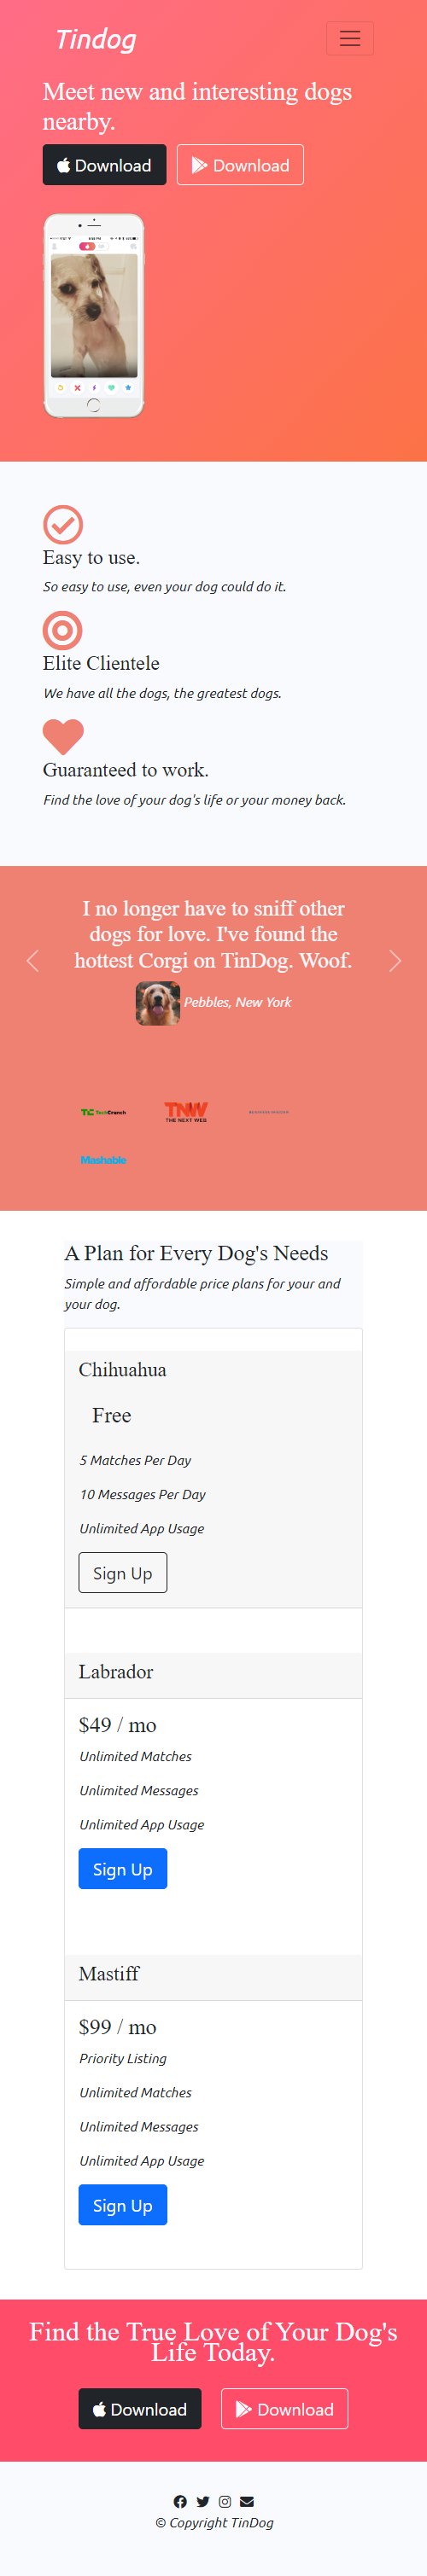 Tindog
Meet new and interesting dogs
nearby.
Download Download
Easy to use.
So easy to use, even your dog could do it.
Elite Clientele
We have all the dogs, the greatest dogs.
Guaranteed to work.
Find the love of your dog's life or your money back.
I no longer have to sniff other
dogs for love. I've found the
hottest Corgi on TinDog. Woof.
Pebbles, New York
TC TechCrunch
TNW
THE NEXT WEB
BUSINESS INSIDER
Mashable
A Plan for Every Dog's Needs
Simple and affordable price plans for your and
your dog.
Chihuahua
Free
5 Matches Per Day
10 Messages Per Day
Unlimited App Usage
Sign Up
Labrador
$49 / mo
Unlimited Matches
Unlimited Messages
Unlimited App Usage
Sign Up
Mastiff
$99 / mo
Priority Listing
Unlimited Matches
Unlimited Messages
Unlimited App Usage
Sign Up
Find the True Love of Your Dog's
Life Today.
Download Download
© Copyright TinDog